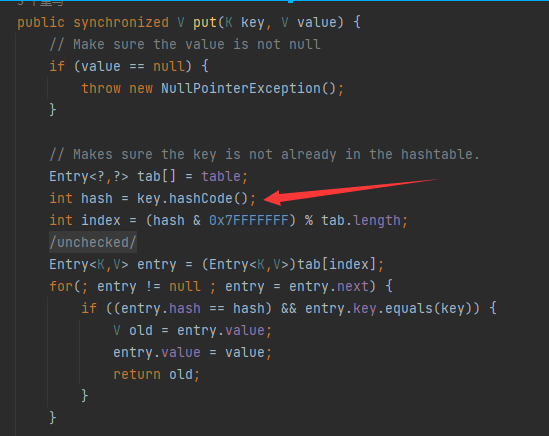 public synchronized V put(K key, V value) {
// Make sure the value is not null
if (value == null) {
throw new NullPointerException();
}
// Makes sure the key is not already in the hashtable.
Entry<?,?> tab[] = table;
int hash = key.hashCode();
int index = (hash & 0x7FFFFFFF) % tab.length;
/unchecked/
Entry<K,V> entry = (Entry<K,V>)tab[index];
for(; entry != null ; entry = entry.next) {
if ((entry.hash == hash) && entry.key.equals(key)) {
V old = entry.value;
entry.value = value;
return old;
}
}